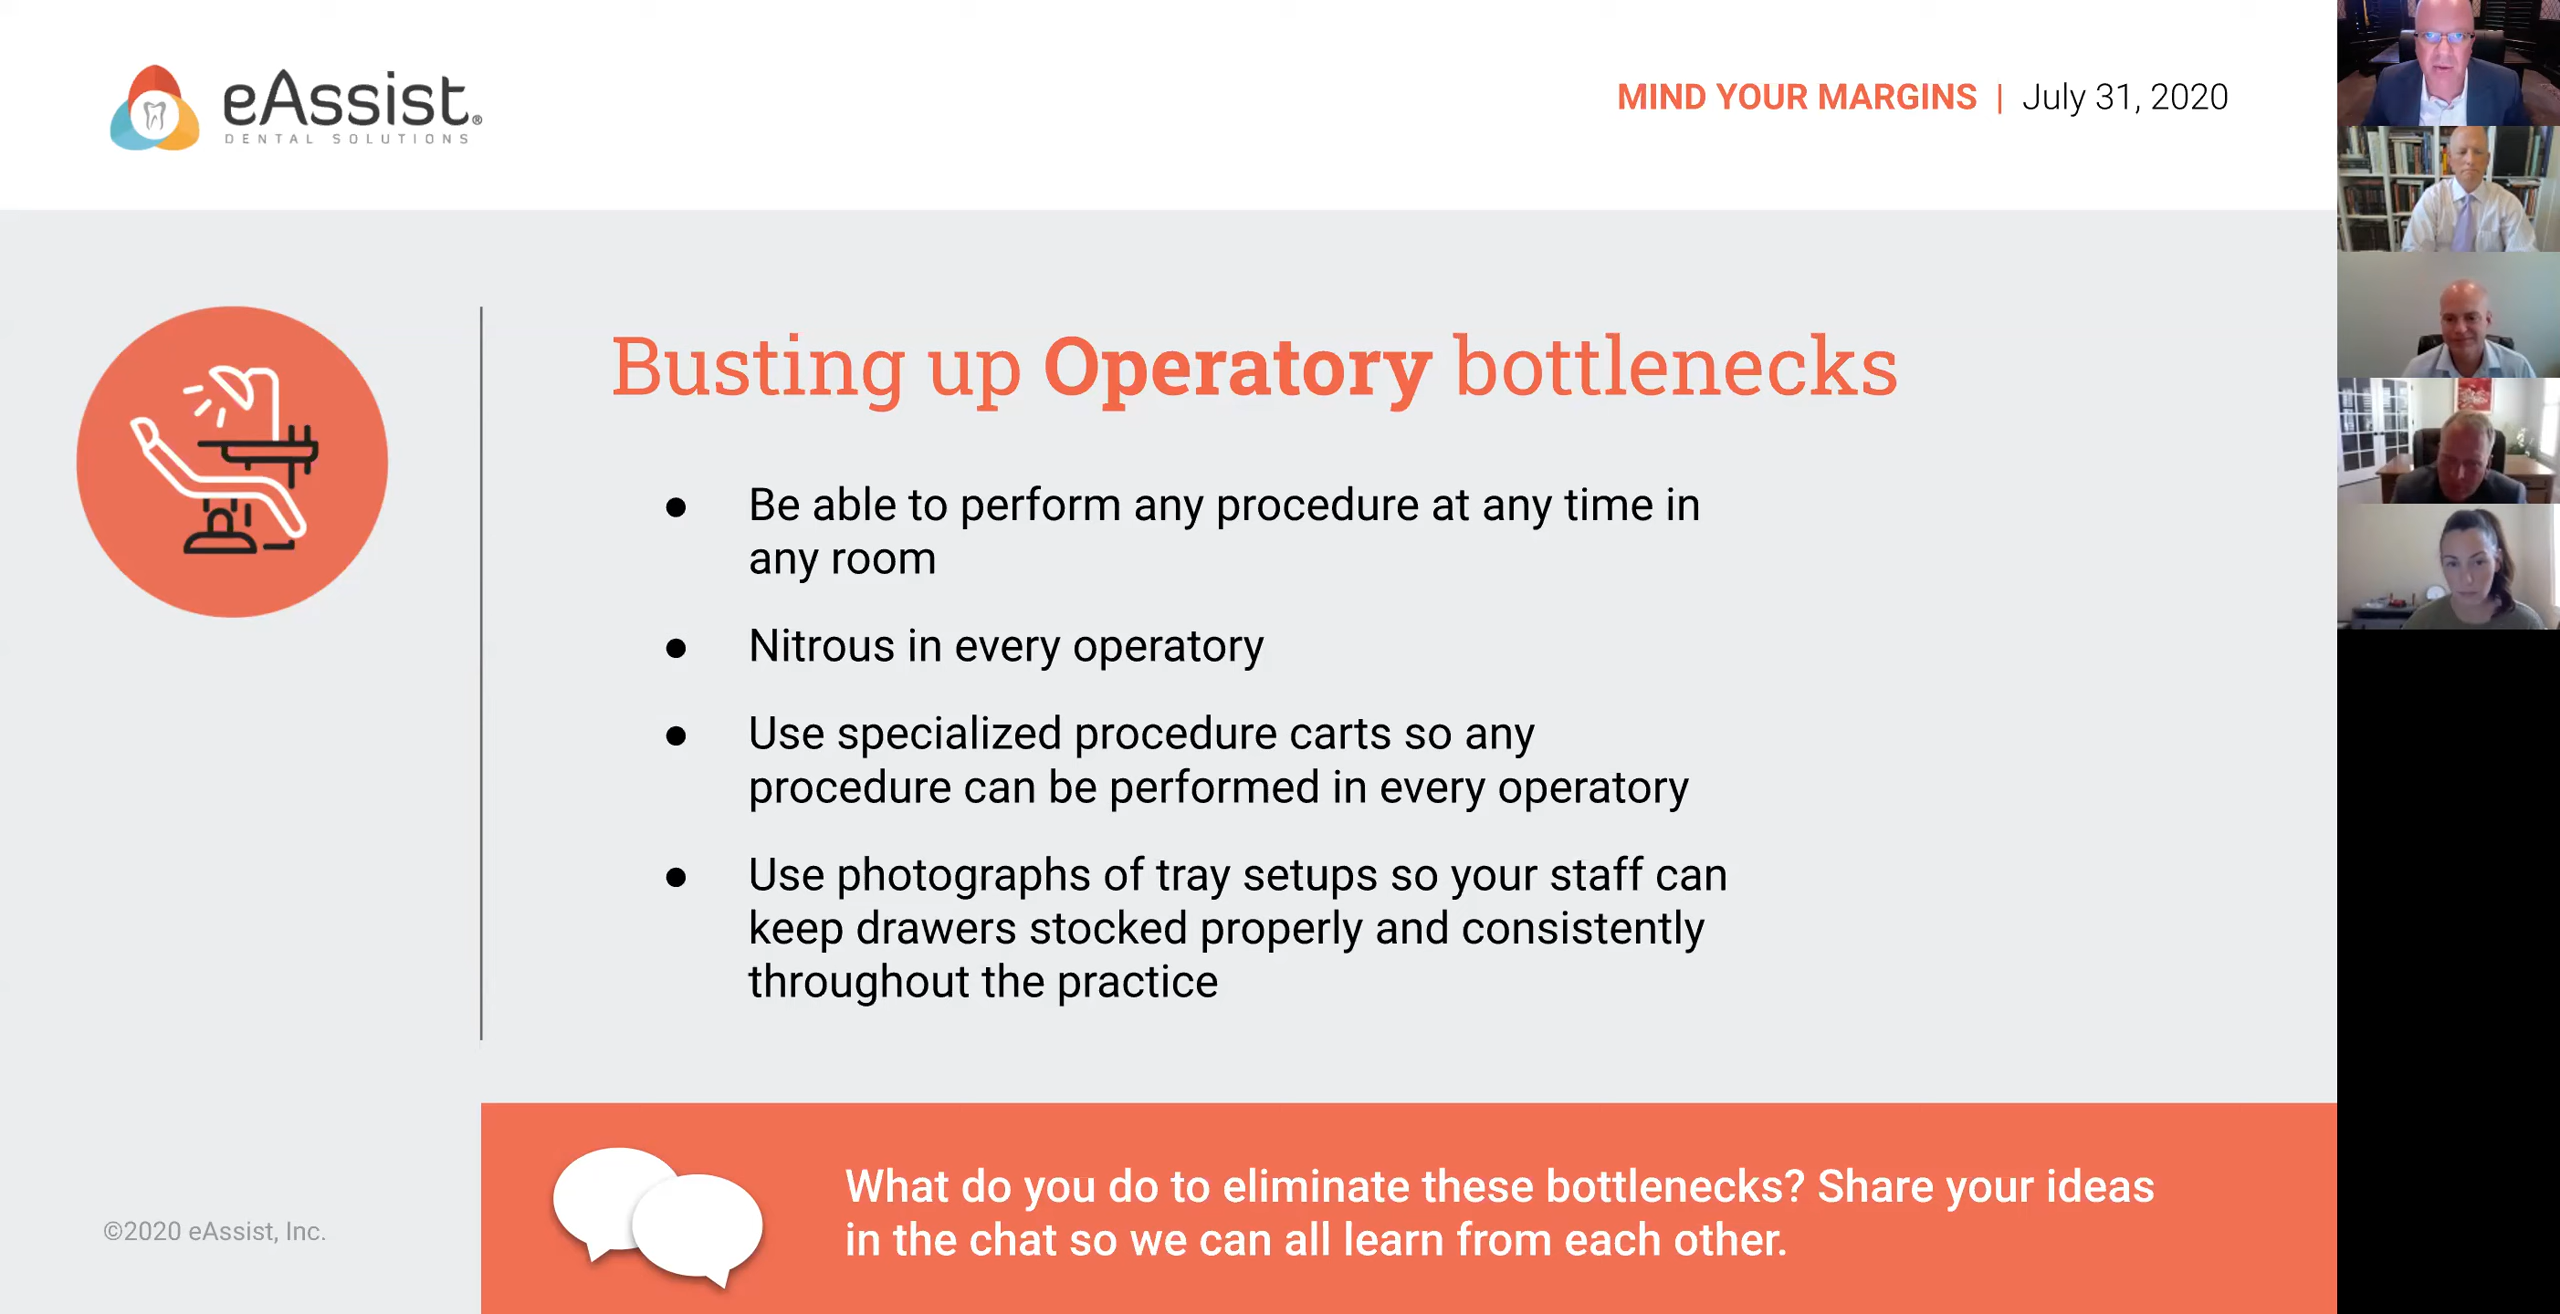 eAssist®
DENTAL SOLUTIONS
MIND YOUR MARGINS | July 31, 2020
Busting up Operatory bottlenecks
● Be able to perform any procedure at any time in
any room
● Nitrous in every operatory
● Use specialized procedure carts so any
procedure can be performed in every operatory
● Use photographs of tray setups so your staff can
keep drawers stocked properly and consistently
throughout the practice
What do you do to eliminate these bottlenecks? Share your ideas
in the chat so we can all learn from each other.
©2020 eAssist, Inc.